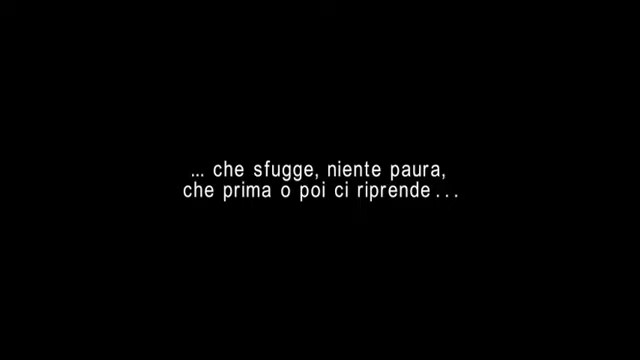 ... che sfugge, niente paura,
che prima o poi ci riprende...